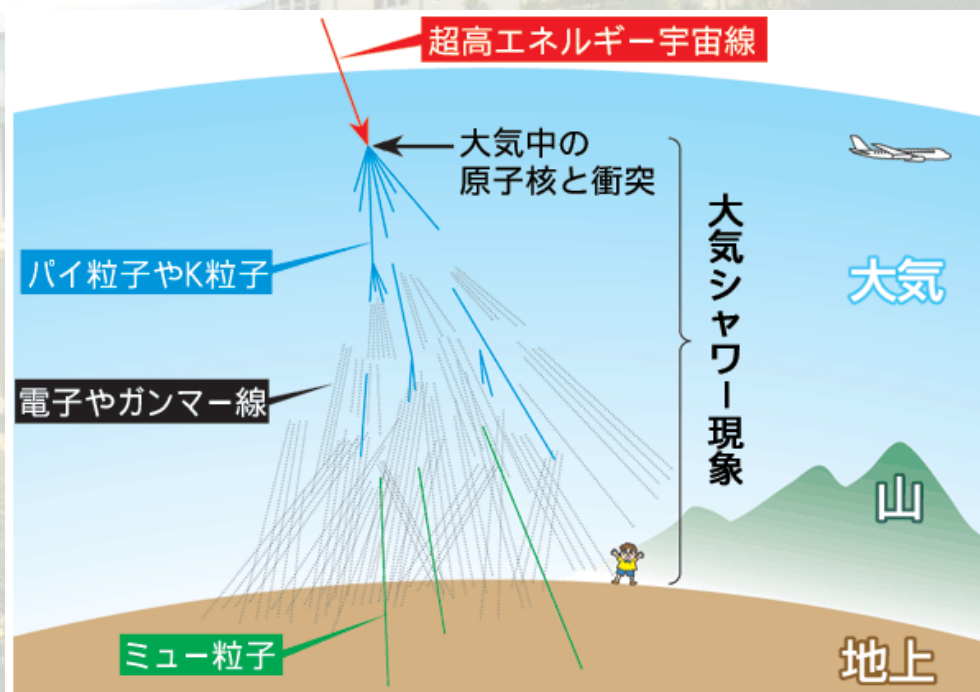 超高エネルギー宇宙線
大気中の
原子核と衝突
大気シャワー現象
パイ粒子やK粒子
大気
電子やガンマー線
山
ミュー粒子
地上